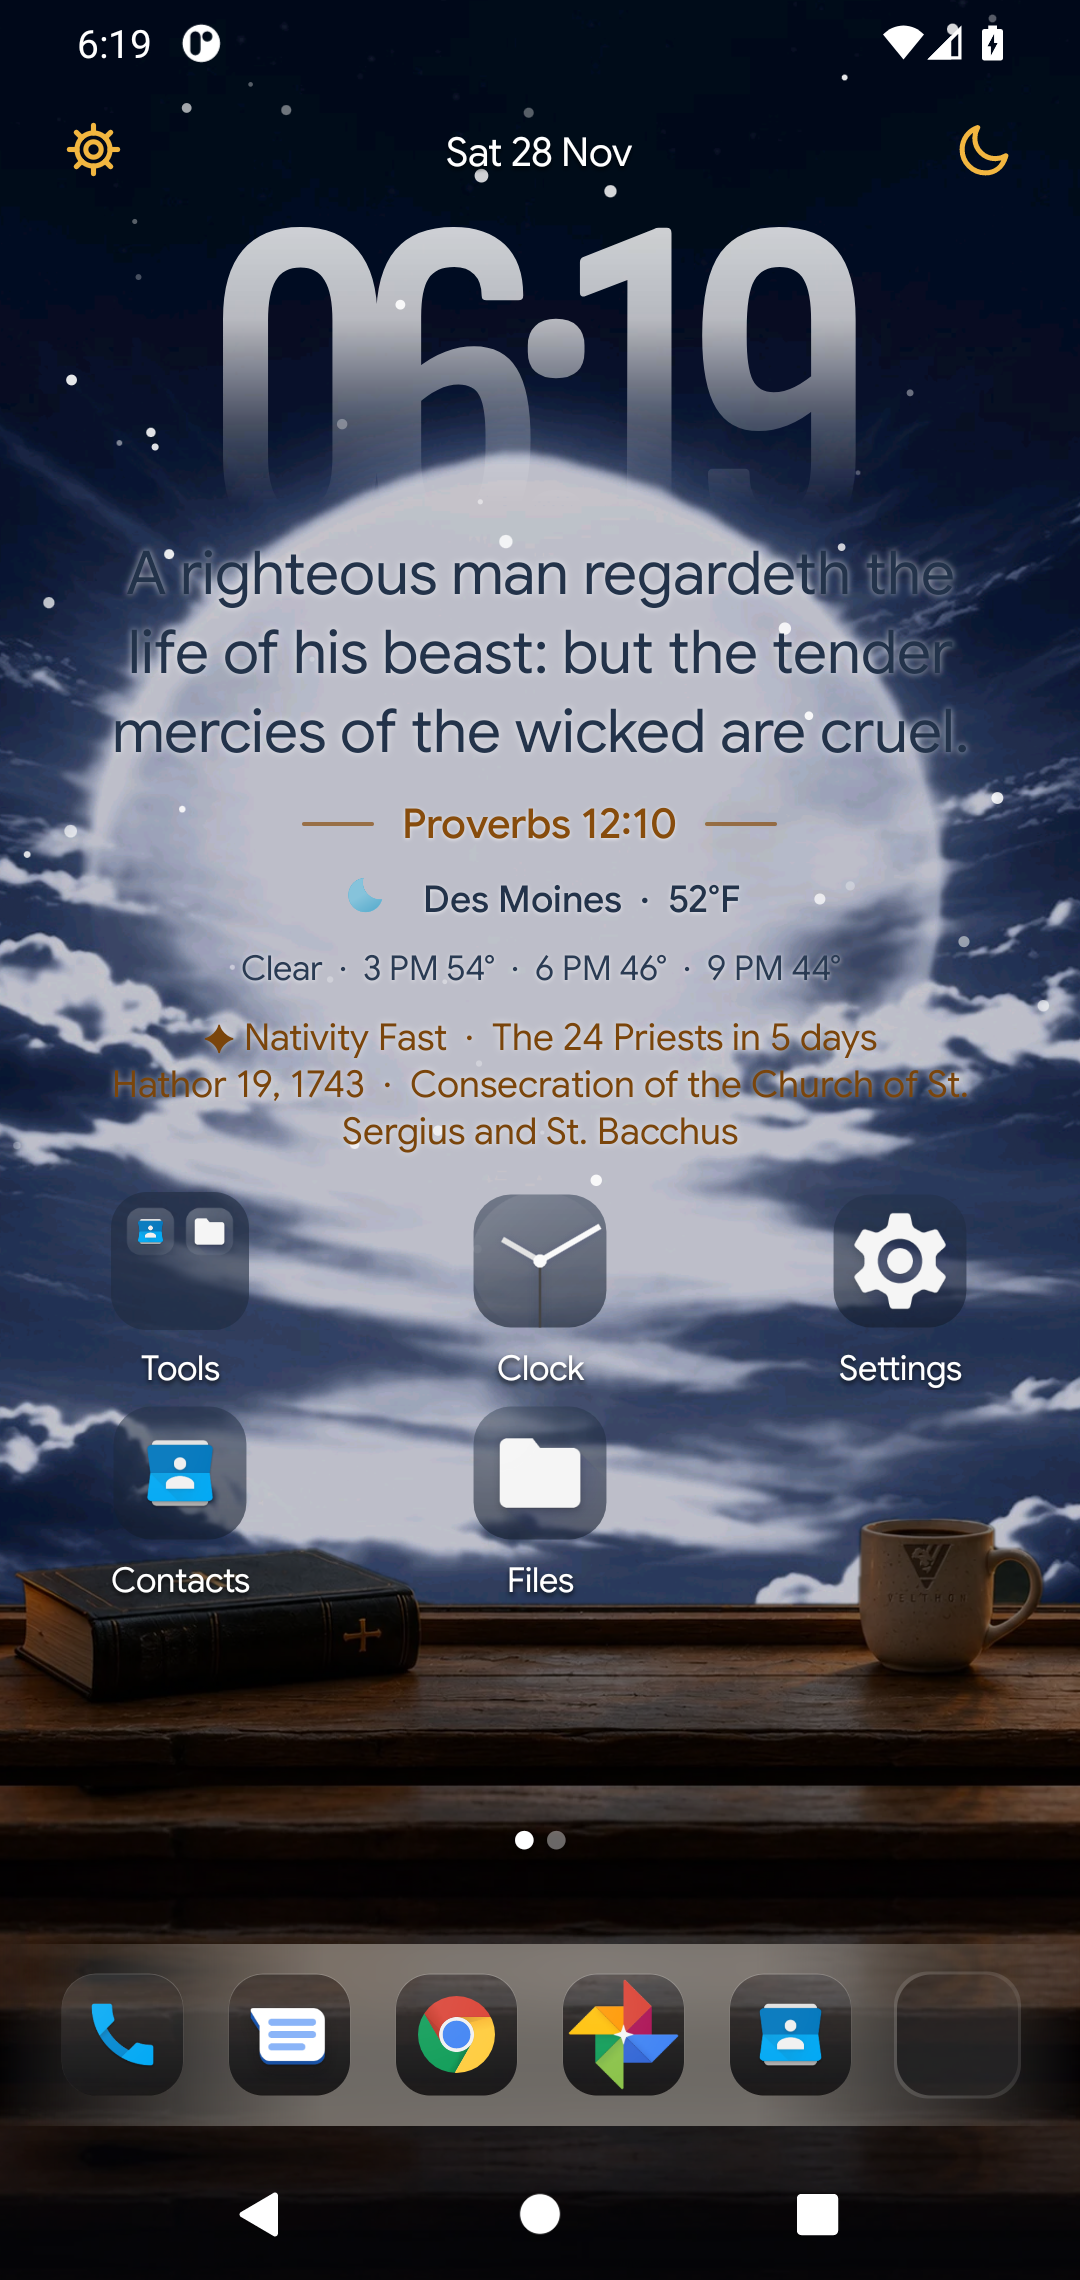 6:19
Sat 28 Nov
06:19
A righteous man regardeth the
life of his beast: but the tender
mercies of the wicked are cruel.
Proverbs 12:10
Des Moines · 52°F
Clear · 3 PM 54° · 6 PM 46° · 9 PM 44°
Nativity Fast · The 24 Priests in 5 days
Hathor 19, 1743 · Consecration of the Church of St.
Sergius and St. Bacchus
Tools
Clock
Settings
Contacts
Files